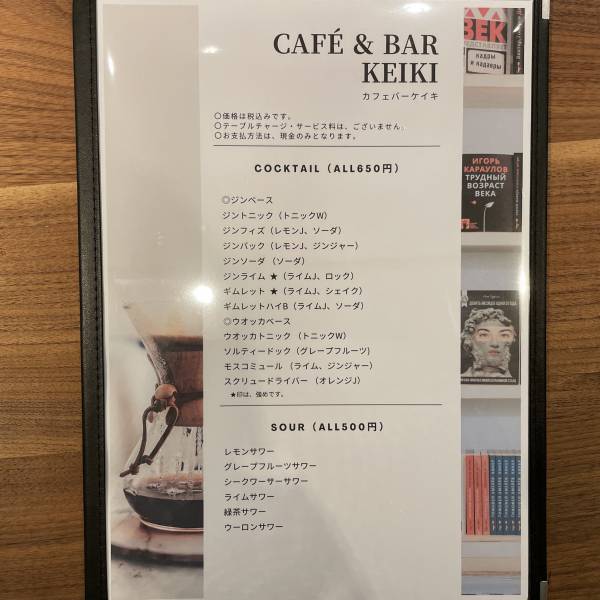 CAFÉ & BAR
KEIKI
カフェバーケイキ
〇価格は税込みです。
〇テーブルチャージ・サービス料は、ございません。
〇お支払方法は、現金のみとなります。
COCKTAIL（ALL650円）
◎ジンベース
ジントニック（トニックW）
ジンフィズ（レモンJ、ソーダ）
ジンバック（レモンJ、ジンジャー）
ジンソーダ（ソーダ）
ジンライム ★（ライムJ、ロック）
ギムレット ★（ライムJ、シェイク）
ギムレットハイB（ライムJ、ソーダ）
◎ウオッカベース
ウオッカトニック （トニックW）
ソルティードック（グレープフルーツ）
モスコミュール （ライム、ジンジャー）
スクリュードライバー （オレンジJ）
★印は、強めです。
SOUR（ALL500円）
レモンサワー
グレープフルーツサワー
シークワーサーサワー
ライムサワー
緑茶サワー
ウーロンサワー
ВЕК
кадры
и кадавры
ИГОРЬ
КАРАУЛОВ
ТРУДНЫЙ
ВОЗРАСТ
ВЕКА